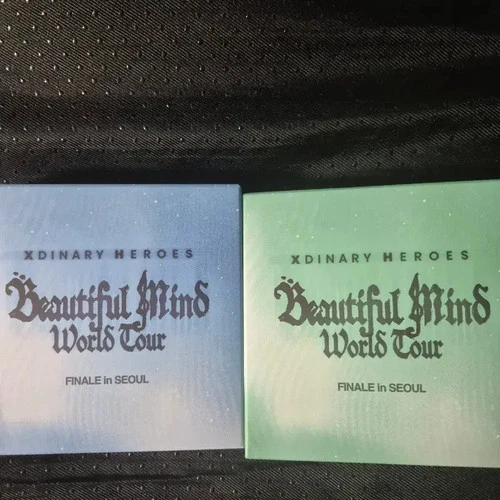 XDINARY HEROES
Beautiful Mind
World Tour
FINALE in SEOUL
XDINARY HEROES
Beautiful Mind
World Tour
FINALE in SEOUL